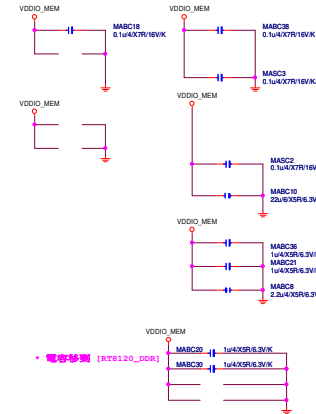 VDDIO_MEM
MABC18
0.1u/4/X7R/16V/K
VDDIO_MEM
MABC38
0.1u/4/X7R/16V/K
MASC3
0.1u/4/X7R/16V/K
VDDIO_MEM
VDDIO_MEM
MASC2
0.1u/4/X7R/16V
MABC10
22u/6/X5R/6.3V
VDDIO_MEM
MABC36
1u/4/X5R/6.3V/
MABC21
1u/4/X5R/6.3V/
MABC8
2.2u/4/X5R/6.3
VDDIO_MEM
MABC20 1u/4/X5R/6.3V/K
MABC30 1u/4/X5R/6.3V/K
* 電容移到 [RT8120_DDR]